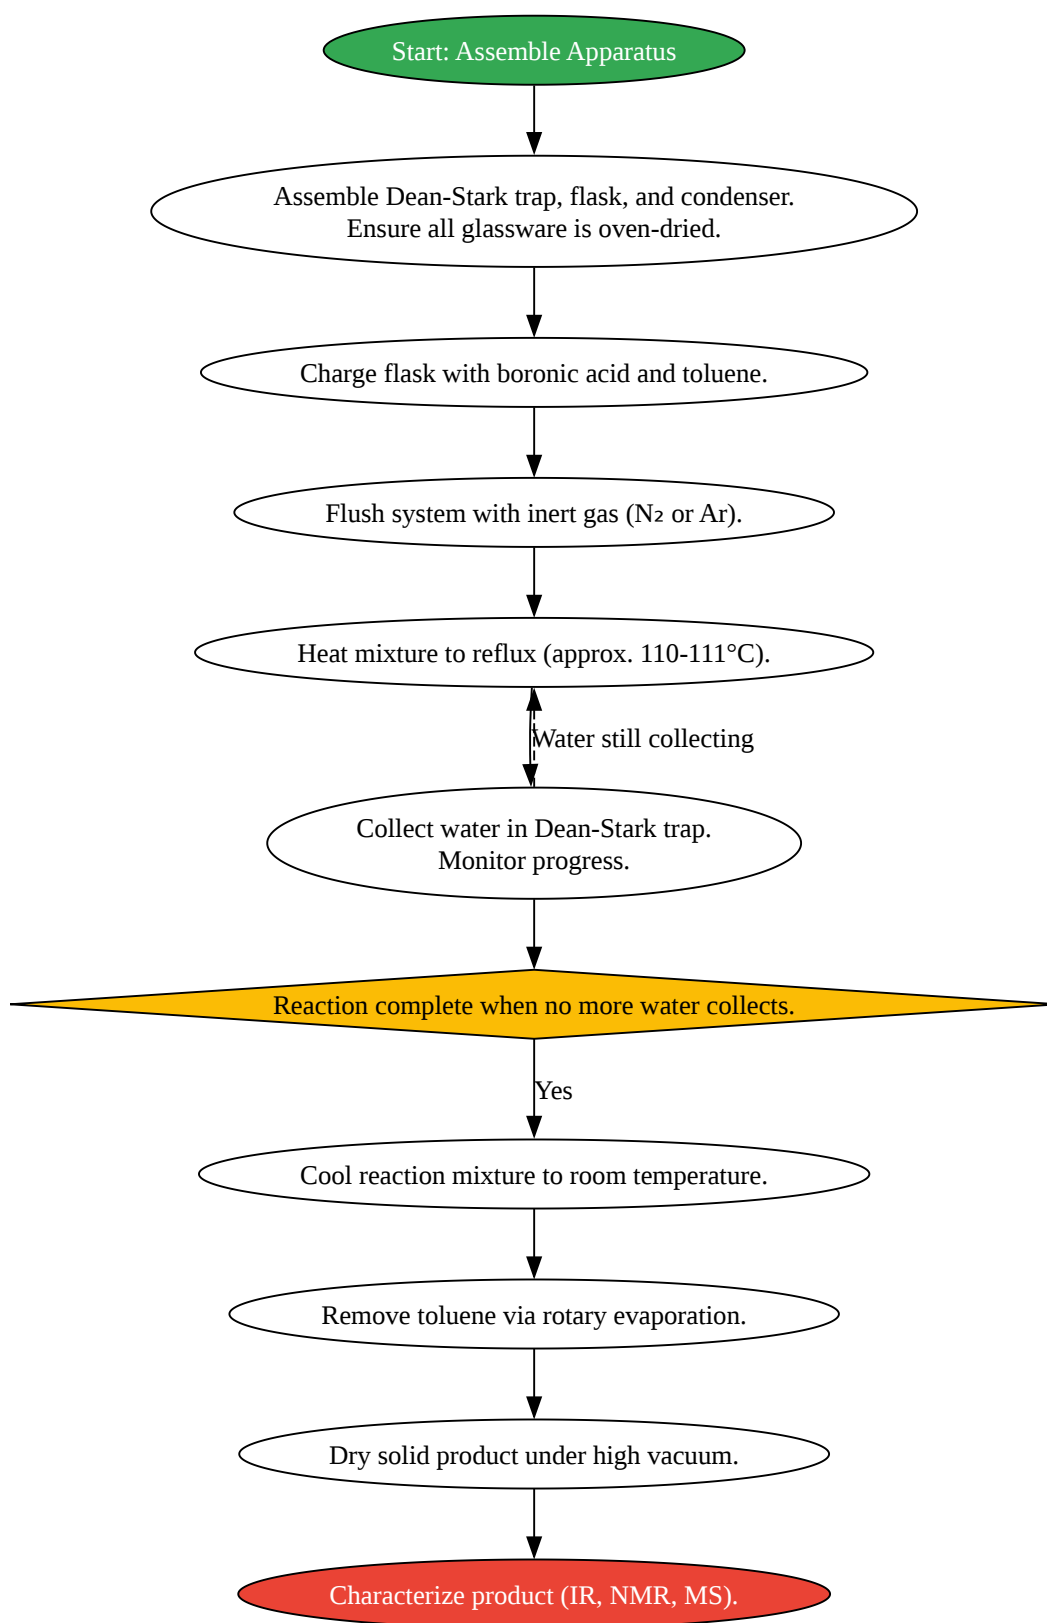 Start: Assemble Apparatus
Assemble Dean-Stark trap, flask, and condenser.
Ensure all glassware is oven-dried.
Charge flask with boronic acid and toluene.
Flush system with inert gas (N₂ or Ar).
Heat mixture to reflux (approx. 110-111°C).
Water still collecting
Collect water in Dean-Stark trap.
Monitor progress.
Reaction complete when no more water collects.
Yes
Cool reaction mixture to room temperature.
Remove toluene via rotary evaporation.
Dry solid product under high vacuum.
Characterize product (IR, NMR, MS).